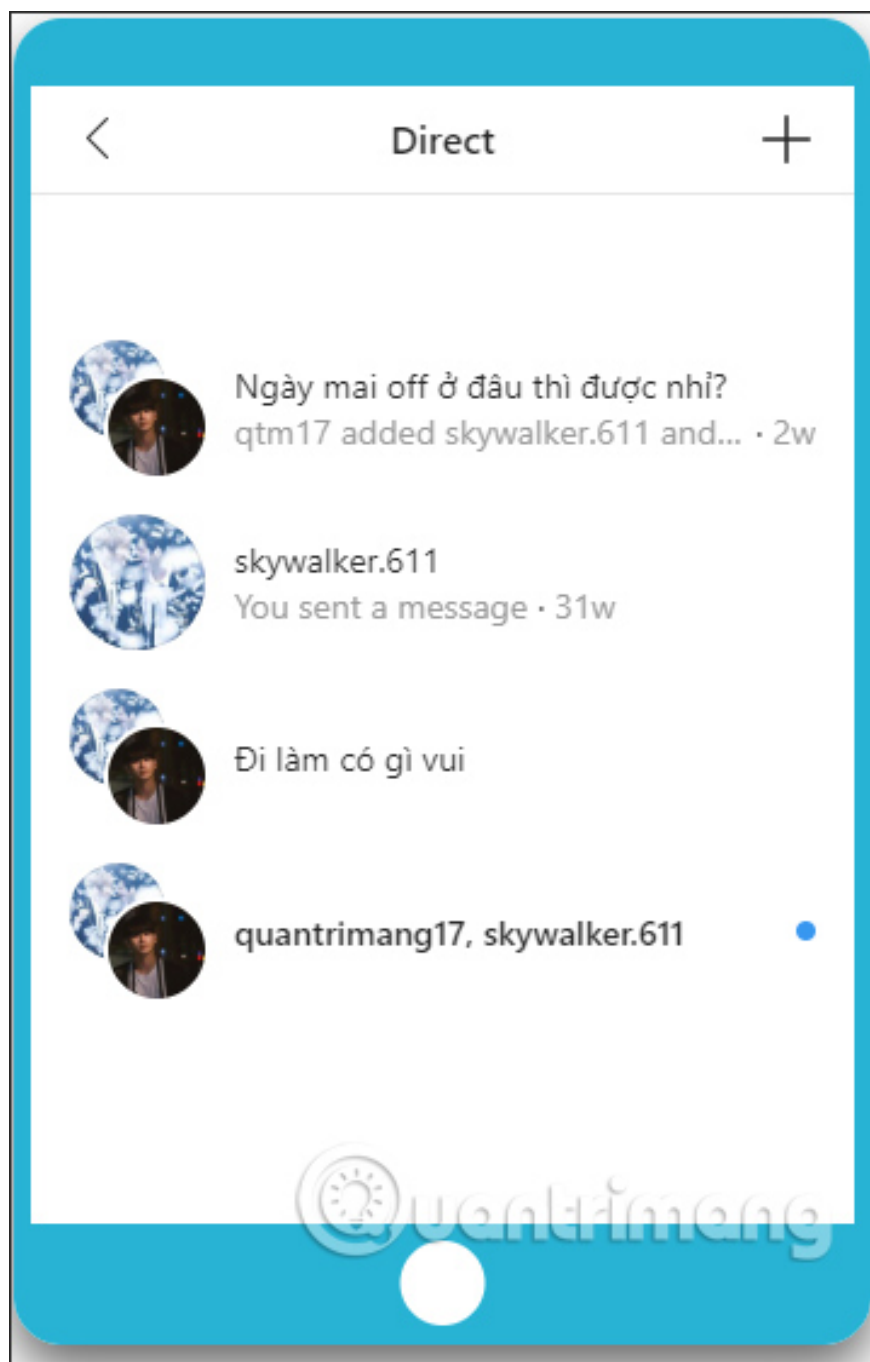 Direct
Ngày mai off ở đâu thì được nhỉ?
qtm17 added skywalker.611 and... · 2w
skywalker.611
You sent a message · 31w
Đi làm có gì vui
quantrimang17, skywalker.611
Quantrimang